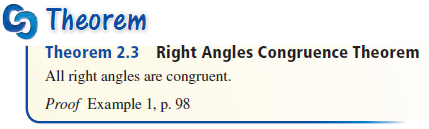 Theorem
Theorem 2.3 Right Angles Congruence Theorem
All right angles are congruent.
Proof Example 1, p. 98